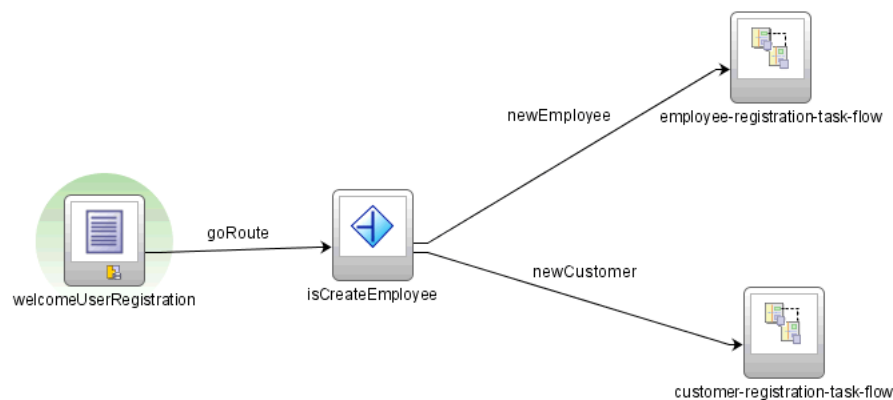 newEmployee
employee-registration-task-flow
goRoute
welcomeUserRegistration
isCreateEmployee
newCustomer
customer-registration-task-flow